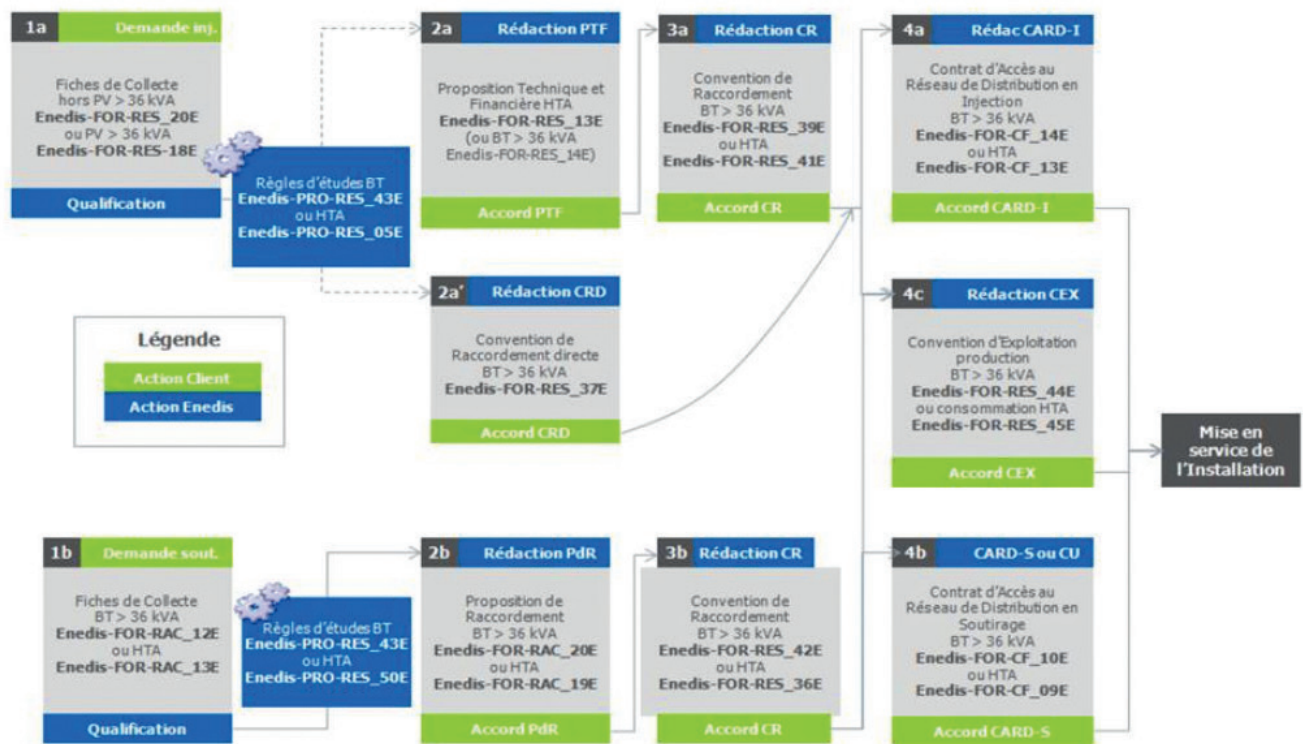 1a Demande inj.
Fiches de Collecte
hors PV > 36 kVA
Enedis-FOR-RES_20E
ou PV > 36 kVA
Enedis-FOR-RES-18E
Qualification
Règles d'études BT
Enedis-PRO-RES_43E
ou HTA
Enedis-PRO-RES_05E
2a Rédaction PTF
Proposition Technique et
Financière HTA
Enedis-FOR-RES_13E
(ou BT > 36 kVA
Enedis-FOR-RES_14E)
Accord PTF
3a Rédaction CR
Convention de
Raccordement
BT > 36 kVA
Enedis-FOR-RES_39E
ou HTA
Enedis-FOR-RES_41E
Accord CR
4a Rédac CARD-I
Contrat d'Accès au
Réseau de Distribution en
Injection
BT > 36 kVA
Enedis-FOR-CF_14E
ou HTA
Enedis-FOR-CF_13E
Accord CARD-I
2a' Rédaction CRD
Convention de
Raccordement directe
BT > 36 kVA
Enedis-FOR-RES_37E
Accord CRD
4c Rédaction CEX
Convention d'Exploitation
production
BT > 36 kVA
Enedis-FOR-RES_44E
ou consommation HTA
Enedis-FOR-RES_45E
Accord CEX
Légende
Action Client
Action Enedis
Mise en
service de
l'Installation
1b Demande sout.
Fiches de Collecte
BT > 36 kVA
Enedis-FOR-RAC_12E
ou HTA
Enedis-FOR-RAC_13E
Qualification
Règles d'études BT
Enedis-PRO-RES_43E
ou HTA
Enedis-PRO-RES_50E
2b Rédaction PdR
Proposition de
Raccordement
BT > 36 kVA
Enedis-FOR-RAC_20E
ou HTA
Enedis-FOR-RAC_19E
Accord PdR
3b Rédaction CR
Convention de
Raccordement
BT > 36 kVA
Enedis-FOR-RES_42E
ou HTA
Enedis-FOR-RES_36E
Accord CR
4b CARD-S ou CU
Contrat d'Accès au
Réseau de Distribution en
Soutirage
BT > 36 kVA
Enedis-FOR-CF_10E
ou HTA
Enedis-FOR-CF_09E
Accord CARD-S